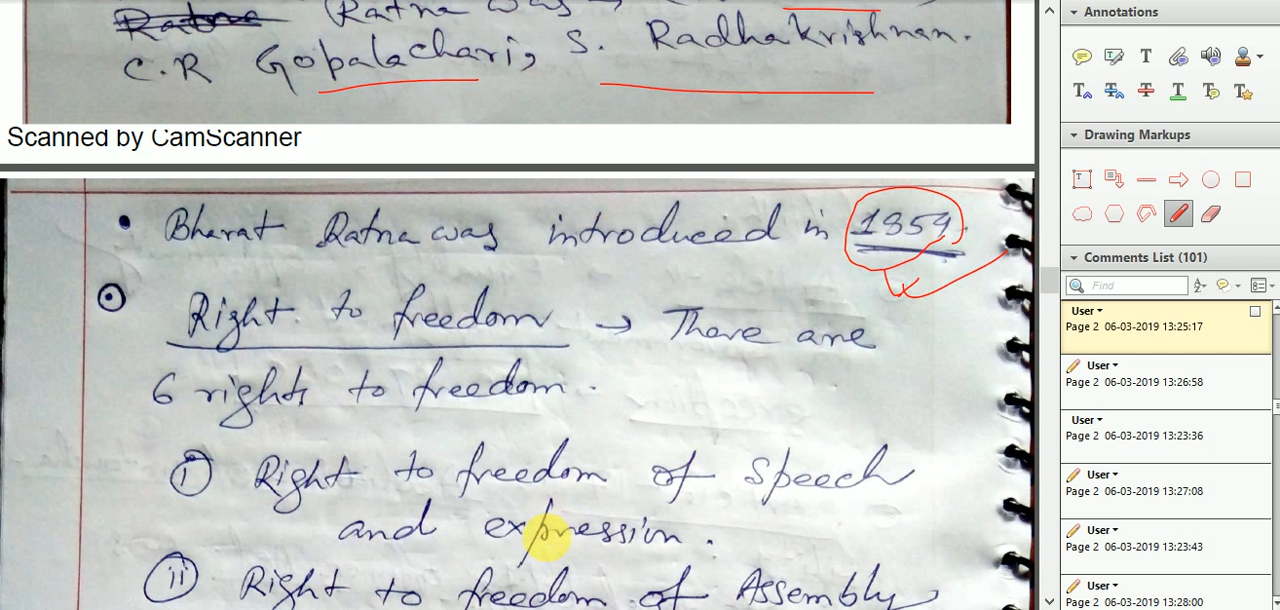 Ratna (Ratna was
C.R Gopalachari, S. Radhakrishnan.
Scanned by CamScanner
• Bharat Ratna was introduced in 1954.
Right to freedom → There are
6 rights to freedom.
i) Right to freedom of speech
and expression.
ii) Right to freedom of Assembly
Annotations
T
T T T T T T
Drawing Markups
T
Comments List (101)
Find
User
Page 2 06-03-2019 13:25:17
User
Page 2 06-03-2019 13:26:58
User
Page 2 06-03-2019 13:23:36
User
Page 2 06-03-2019 13:27:08
User
Page 2 06-03-2019 13:23:43
User
Page 2 06-03-2019 13:28:00